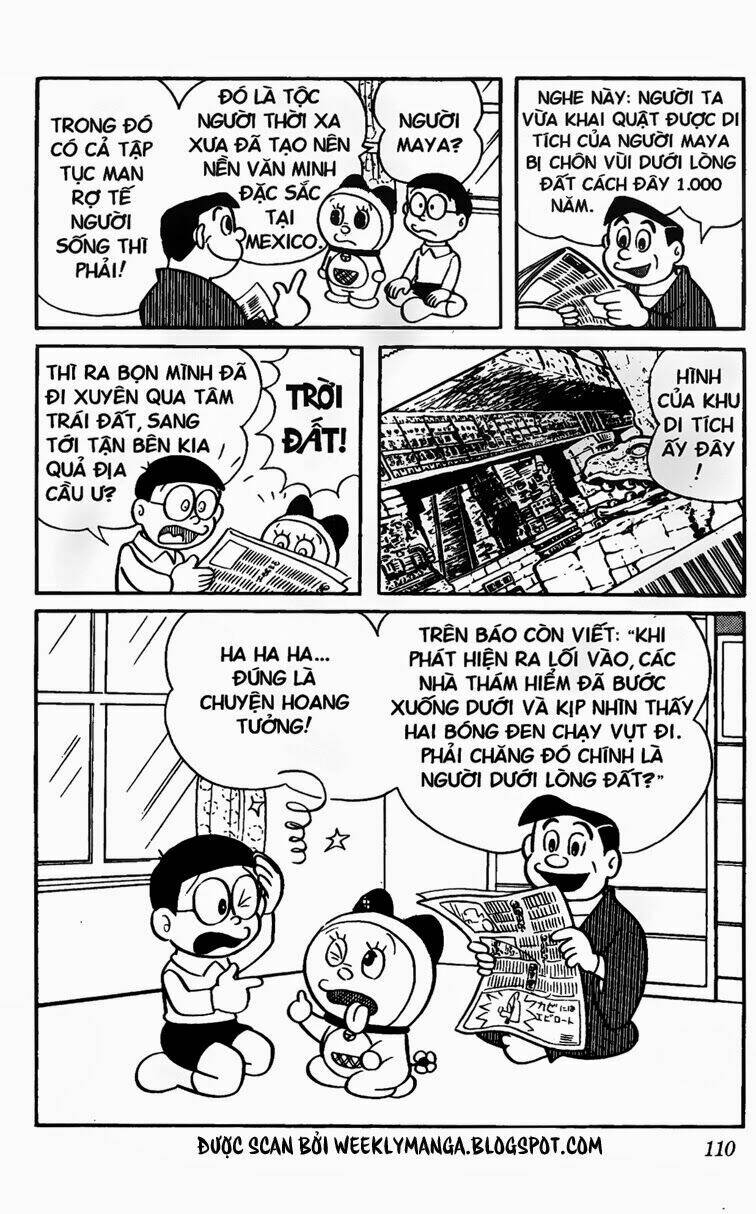 NGHE NÀY: NGƯỜI TA
VỪA KHAI QUẬT ĐƯỢC DI
TÍCH CỦA NGƯỜI MAYA
BỊ CHÔN VÙI DƯỚI LÒNG
ĐẤT CÁCH ĐÂY 1.000
NĂM.
NGƯỜI
MAYA?
ĐÓ LÀ TỘC
NGƯỜI THỜI XA
XƯA ĐÃ TẠO NÊN
NỀN VĂN MINH
ĐẶC SẮC
TẠI
MEXICO.
TRONG ĐÓ
CÓ CẢ TẬP
TỤC MAN
RỢ TẾ
NGƯỜI
SỐNG THÌ
PHẢI!
HÌNH
CỦA KHU
DI TÍCH
ẤY ĐÂY
!
TRỜI
ĐẤT!
THÌ RA BỌN MÌNH ĐÃ
ĐI XUYÊN QUA TÂM
TRÁI ĐẤT, SANG
TỚI TẬN BÊN KIA
QUẢ ĐỊA
CẦU Ư?
TRÊN BÁO CÒN VIẾT: "KHI
PHÁT HIỆN RA LỐI VÀO, CÁC
NHÀ THÁM HIỂM ĐÃ BƯỚC
XUỐNG DƯỚI VÀ KỊP NHÌN THẤY
HAI BÓNG ĐEN CHẠY VỤT ĐI.
PHẢI CHĂNG ĐÓ CHÍNH LÀ
NGƯỜI DƯỚI LÒNG ĐẤT?"
HA HA HA...
ĐÚNG LÀ
CHUYỆN HOANG
TƯỞNG!
ĐƯỢC SCAN BỞI WEEKLYMANGA.BLOGSPOT.COM
110